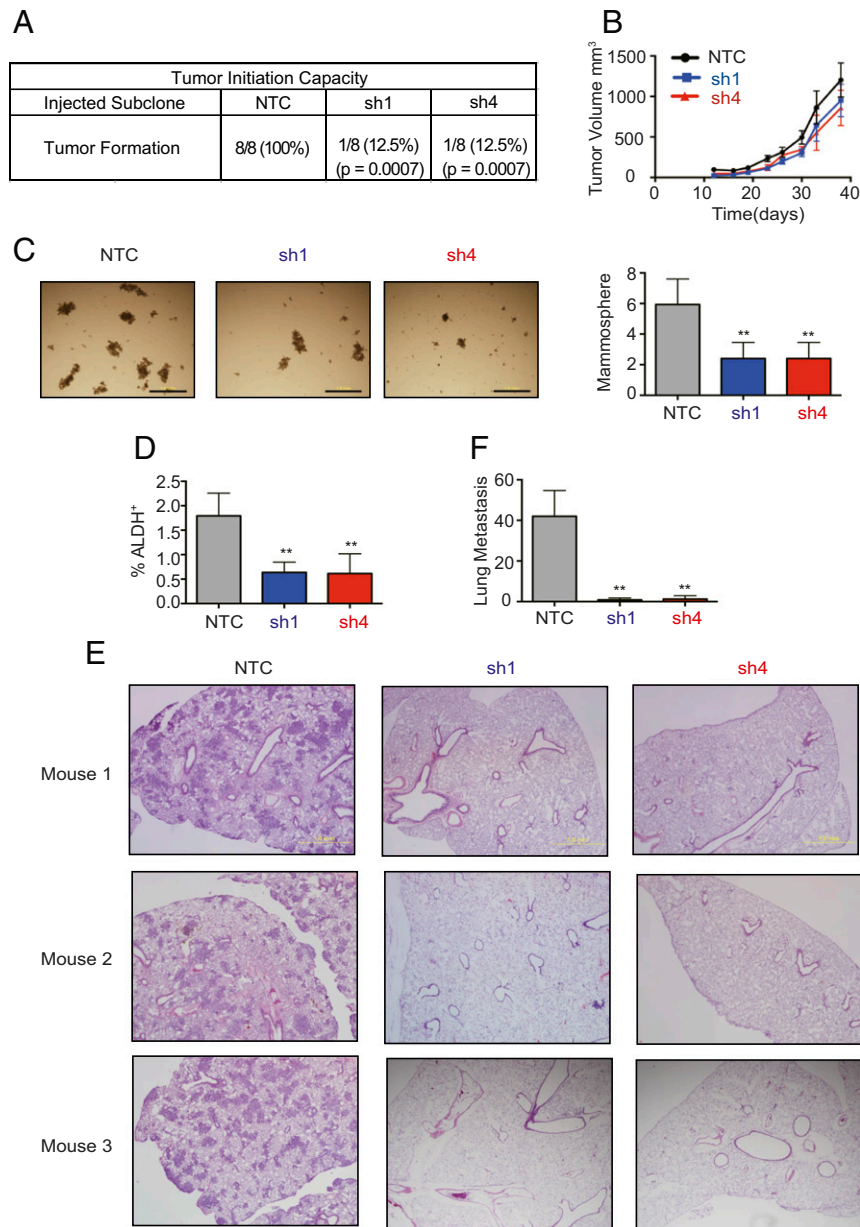 A
Tumor Initiation Capacity
Injected Subclone NTC sh1 sh4
Tumor Formation 8/8 (100%) 1/8 (12.5%) 1/8 (12.5%)
(p = 0.0007) (p = 0.0007)
B
Tumor Volume mm³
1500
1000
500
0
NTC
sh1
sh4
0 10 20 30 40
Time(days)
C
NTC sh1 sh4
Mammosphere
8
6
4
2
0
** **
NTC sh1 sh4
D
% ALDH⁺
2.5
2.0
1.5
1.0
0.5
0.0
** **
NTC sh1 sh4
F
Lung Metastasis
60
40
20
0
** **
NTC sh1 sh4
E
NTC sh1 sh4
Mouse 1
Mouse 2
Mouse 3